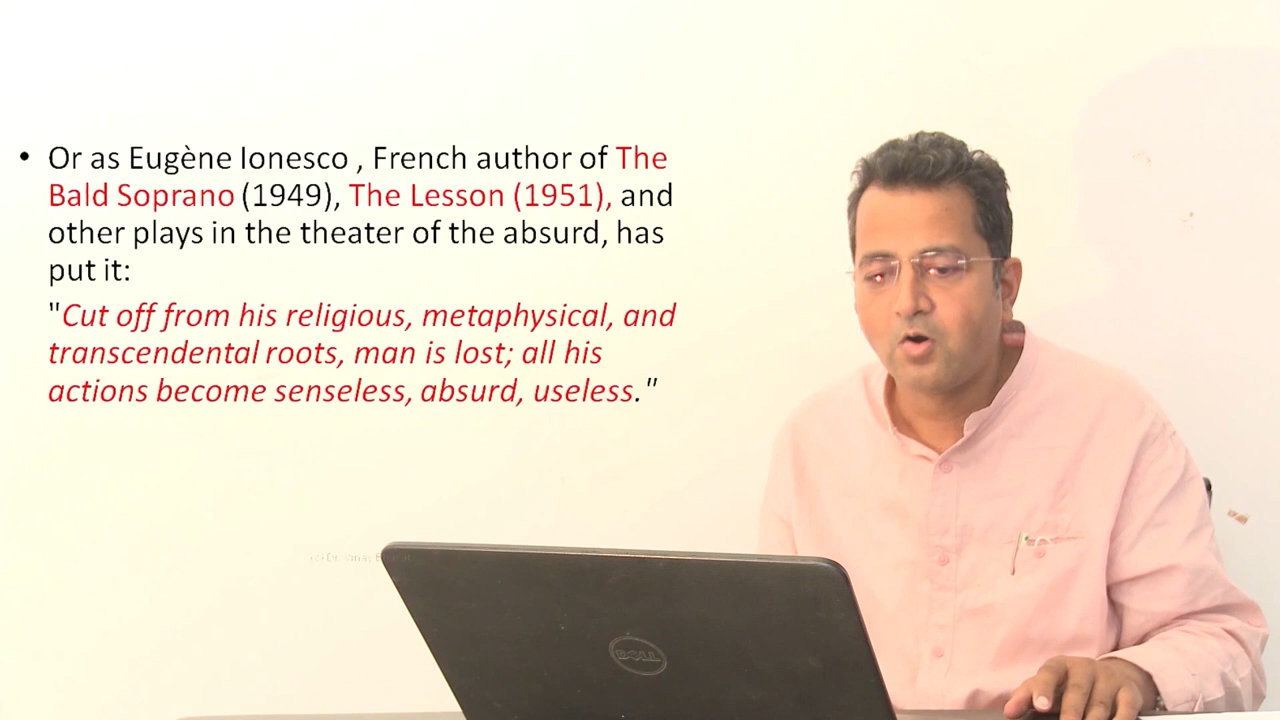 • Or as Eugène Ionesco , French author of The
Bald Soprano (1949), The Lesson (1951), and
other plays in the theater of the absurd, has
put it:
"Cut off from his religious, metaphysical, and
transcendental roots, man is lost; all his
actions become senseless, absurd, useless."
DELL